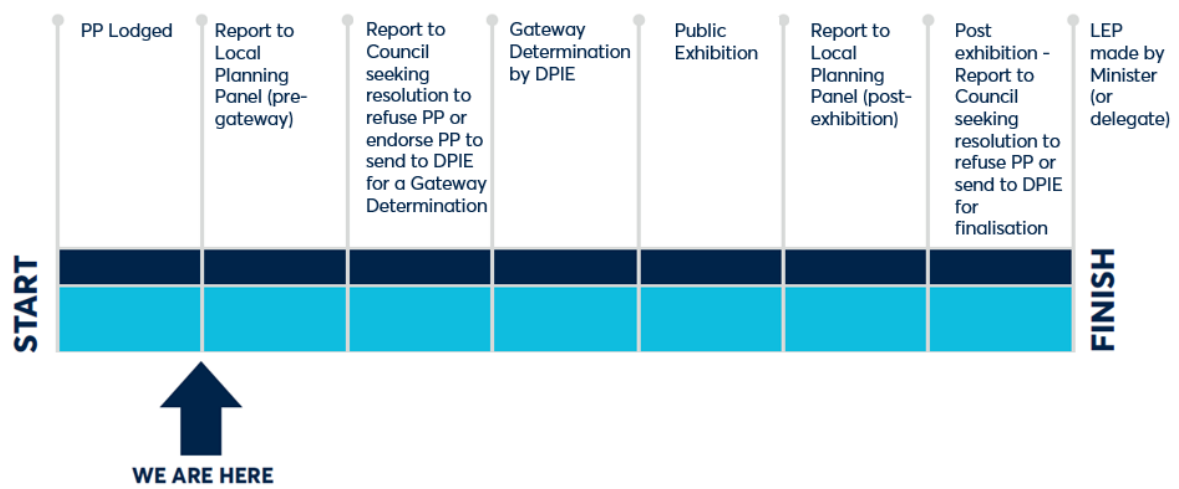 START
PP Lodged
Report to
Local
Planning
Panel (pre-
gateway)
Report to
Council
seeking
resolution to
refuse PP or
endorse PP to
send to DPIE
for a Gateway
Determination
Gateway
Determination
by DPIE
Public
Exhibition
Report to
Local
Planning
Panel (post-
exhibition)
Post
exhibition -
Report to
Council
seeking
resolution to
refuse PP or
send to DPIE
for
finalisation
LEP
made by
Minister
(or
delegate)
FINISH
WE ARE HERE